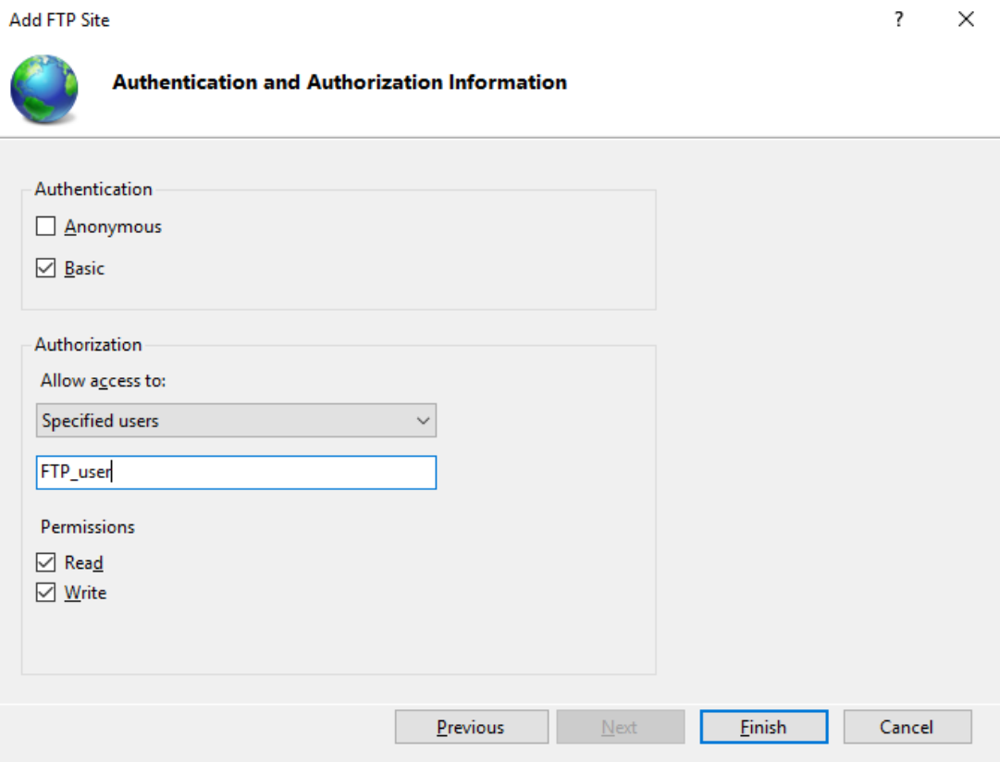 Add FTP Site ?
Authentication and Authorization Information
Authentication
Anonymous
Basic
Authorization
Allow access to:
Specified users
FTP_user
Permissions
Read
Write
Previous Next Finish Cancel